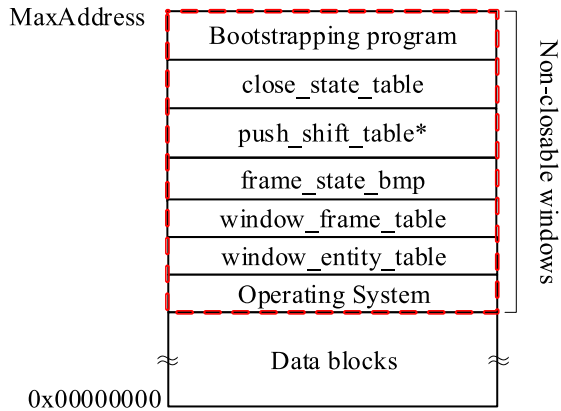 MaxAddress
Bootstrapping program
close_state_table
push_shift_table*
frame_state_bmp
window_frame_table
window_entity_table
Operating System
Non-closable windows
Data blocks
0x00000000